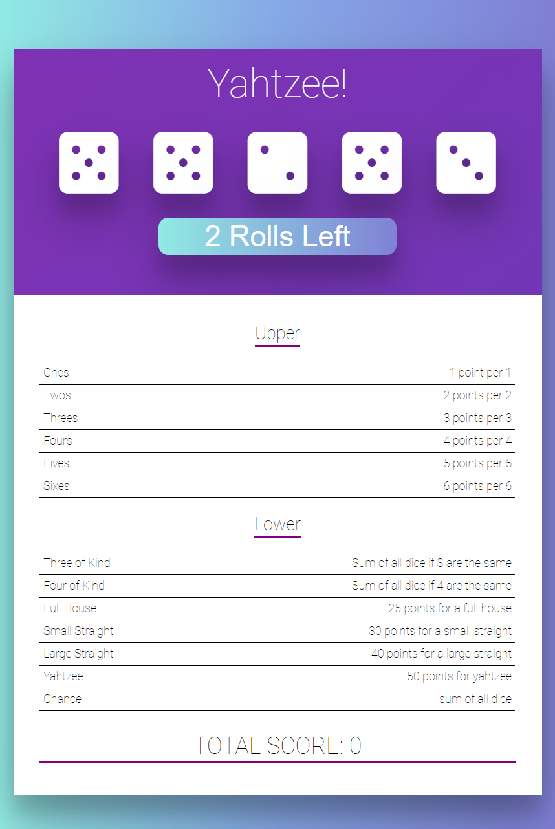 Yahtzee!
2 Rolls Left
Upper
Ones 1 point per 1
Twos 2 points per 2
Threes 3 points per 3
Fours 4 points per 4
Fives 5 points per 5
Sixes 6 points per 6
Lower
Three of Kind Sum of all dice if 3 are the same
Four of Kind Sum of all dice if 4 are the same
Full House 25 points for a full house
Small Straight 30 points for a small straight
Large Straight 40 points for a large straight
Yahtzee 50 points for yahtzee
Chance sum of all dice
TOTAL SCORE: 0